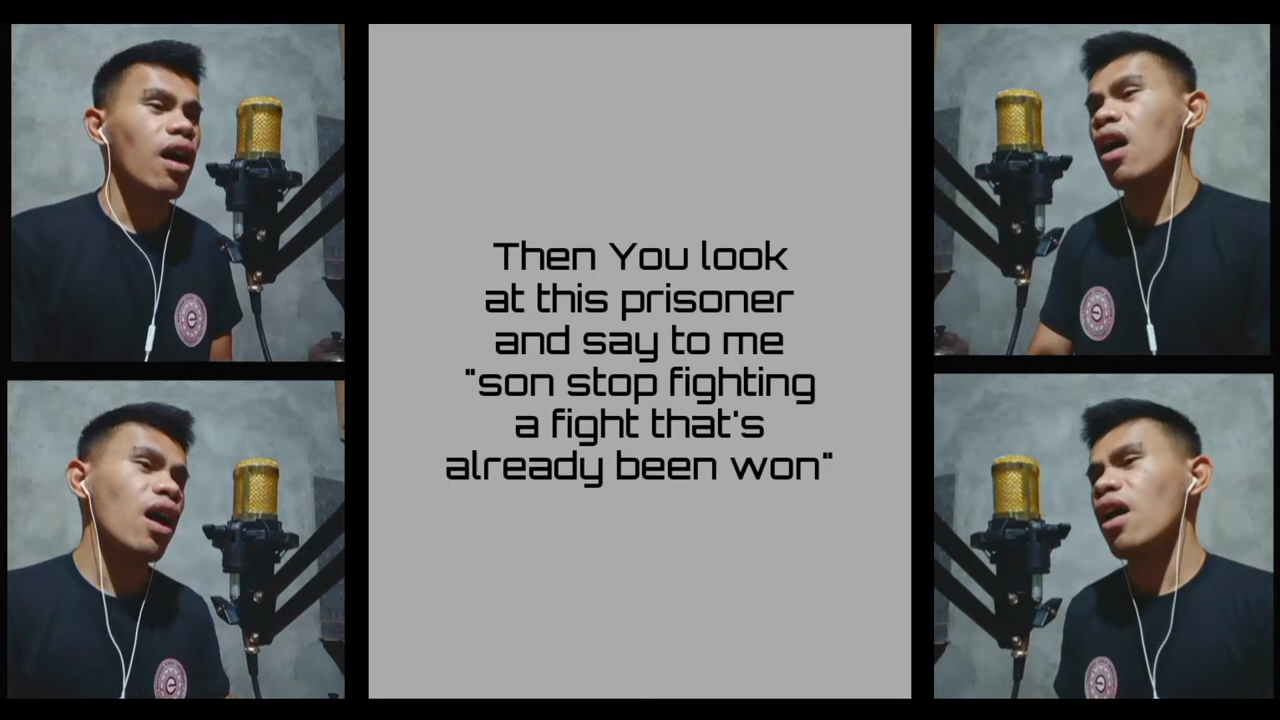 Then You look
at this prisoner
and say to me
"son stop fighting
a fight that's
already been won"